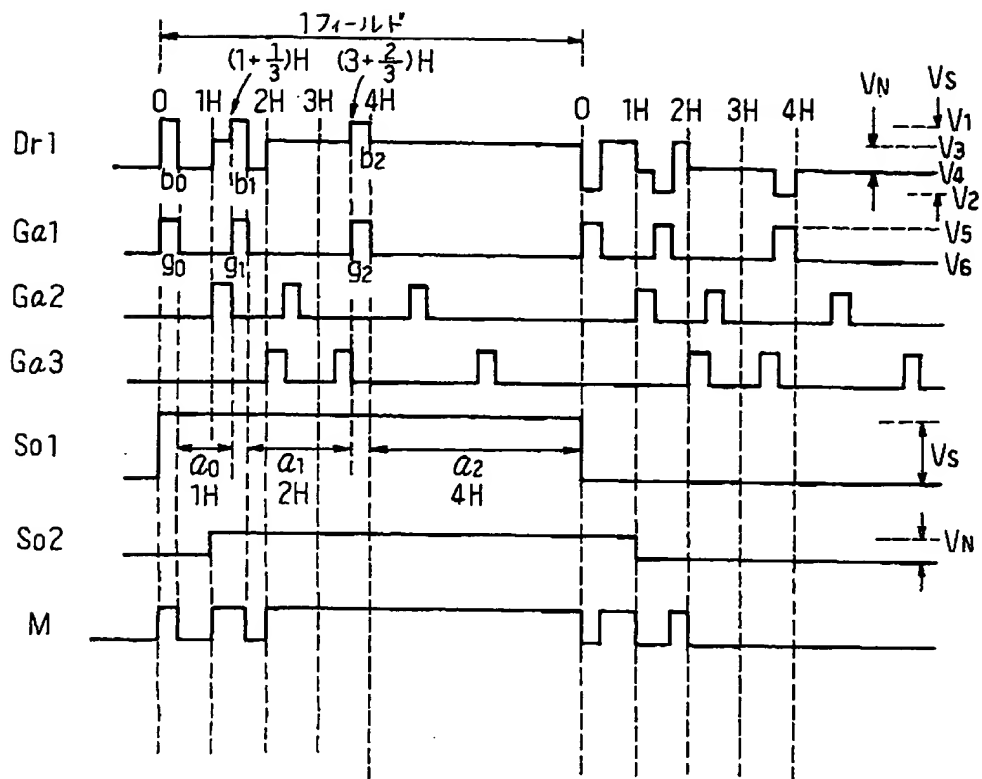 1フィールド
(1+1/3)H (3+2/3)H
0 1H 2H 3H 4H 0 1H 2H 3H 4H
VN VS
Dr1 b0 b1 b2 V1
V3
V4
V2
Ga1 g0 g1 g2 V5
V6
Ga2
Ga3
So1 a0 a1 a2 VS
1H 2H 4H
So2 VN
M